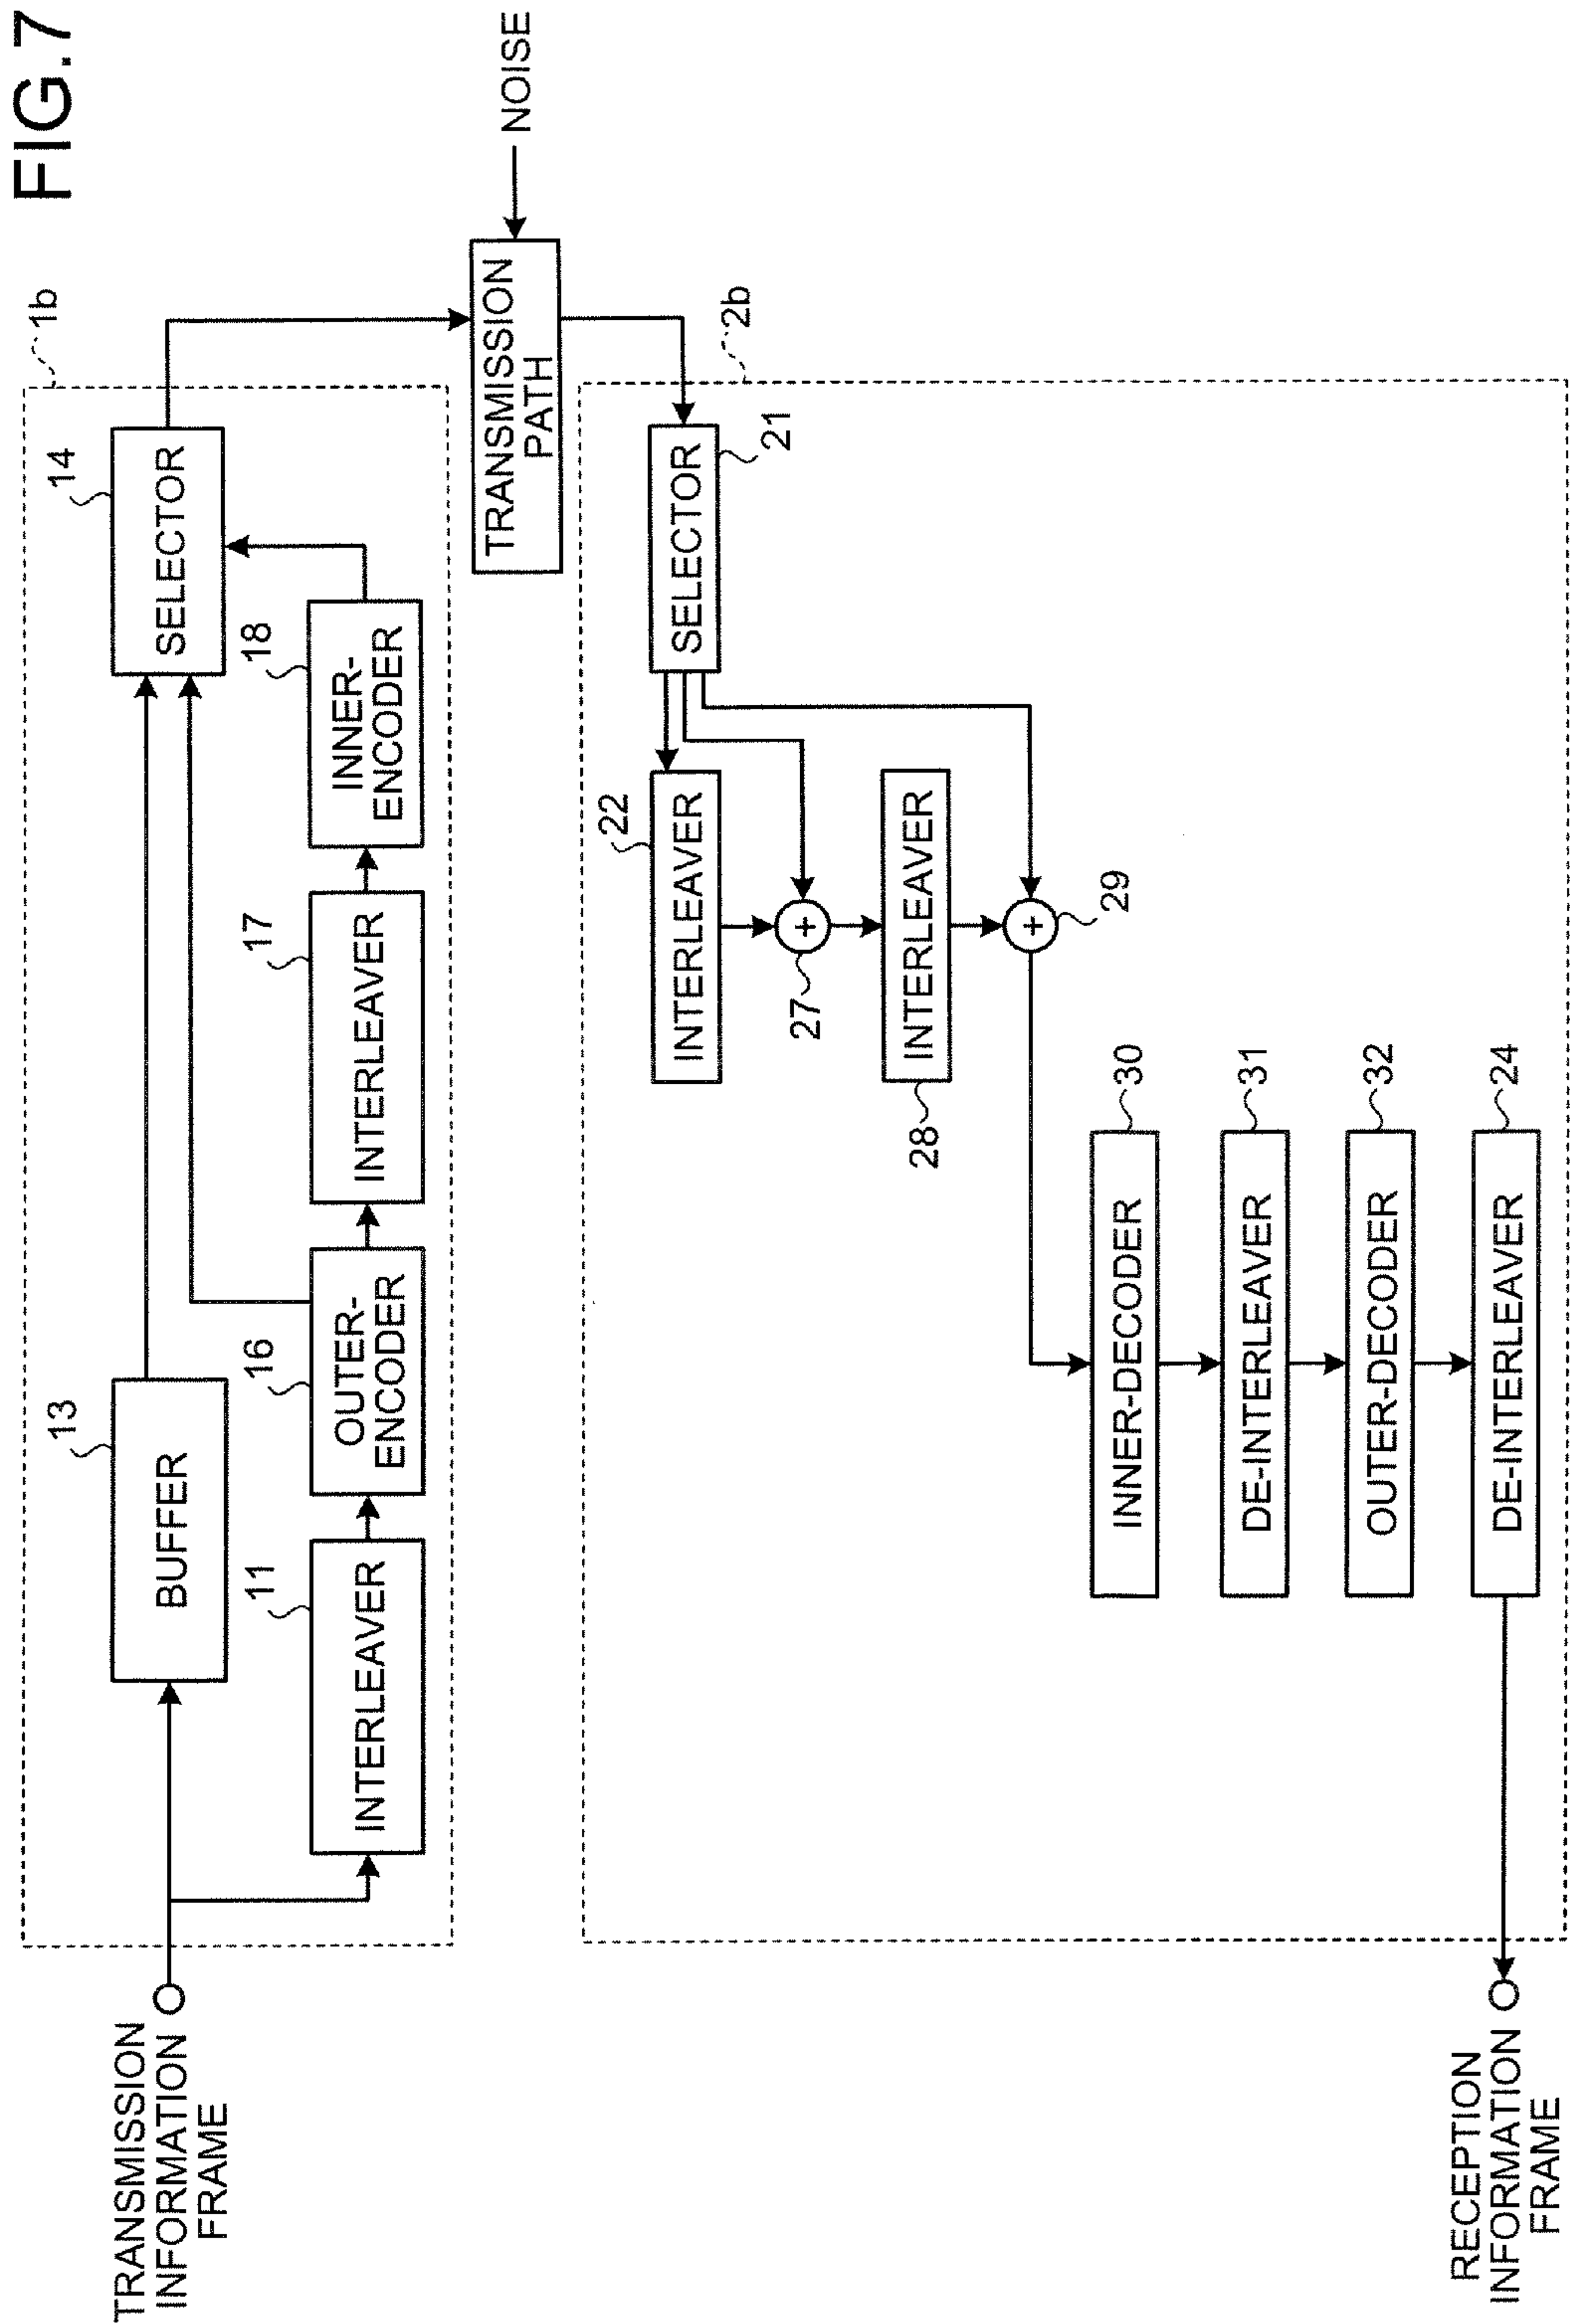 FIG.7
1b
TRANSMISSION
INFORMATION
FRAME
13
BUFFER
14
SELECTOR
11
INTERLEAVER
16
OUTER-
ENCODER
17
INTERLEAVER
18
INNER-
ENCODER
TRANSMISSION
PATH
NOISE
2b
SELECTOR
21
22
INTERLEAVER
+
27
INTERLEAVER
28
+
29
INNER-DECODER
30
DE-INTERLEAVER
31
OUTER-DECODER
32
DE-INTERLEAVER
24
RECEPTION
INFORMATION
FRAME